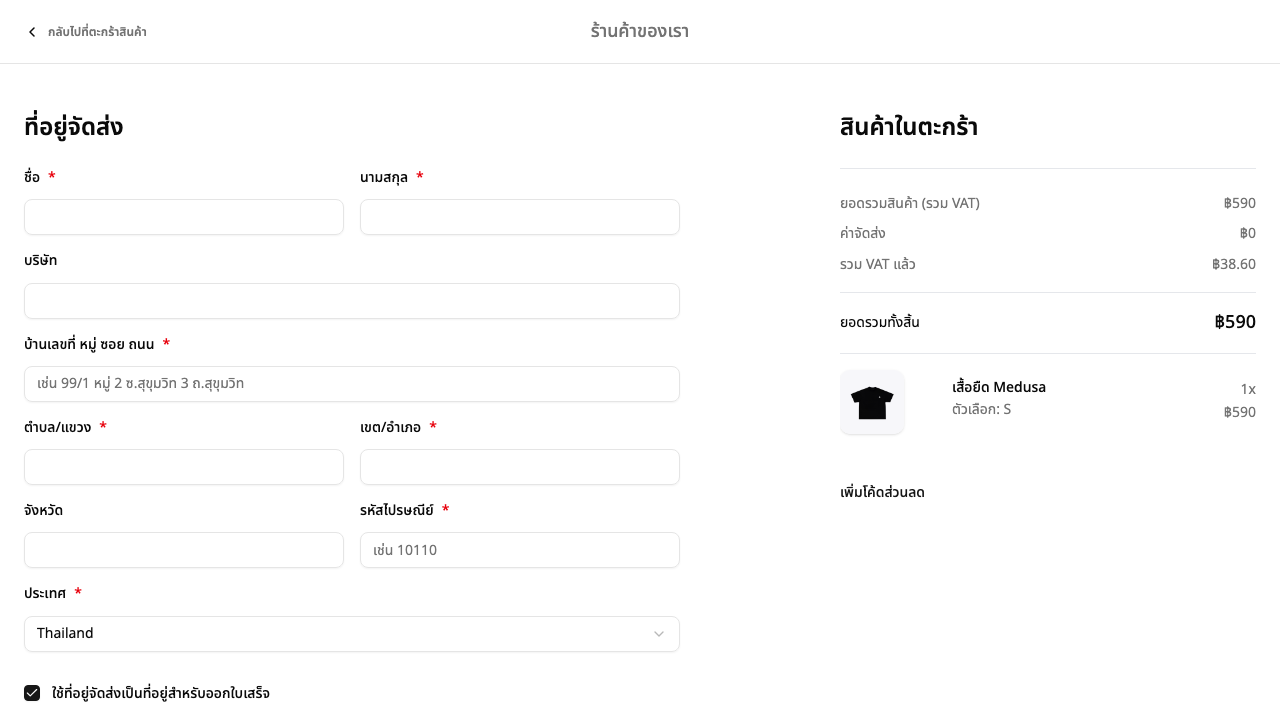 กลับไปที่ตะกร้าสินค้า
ร้านค้าของเรา
ที่อยู่จัดส่ง
ชื่อ *
นามสกุล *
บริษัท
บ้านเลขที่ หมู่ ซอย ถนน *
เช่น 99/1 หมู่ 2 ซ.สุขุมวิท 3 ถ.สุขุมวิท
ตำบล/แขวง *
เขต/อำเภอ *
จังหวัด
รหัสไปรษณีย์ *
เช่น 10110
ประเทศ *
Thailand
ใช้ที่อยู่จัดส่งเป็นที่อยู่สำหรับออกใบเสร็จ
สินค้าในตะกร้า
ยอดรวมสินค้า (รวม VAT) ฿590
ค่าจัดส่ง ฿0
รวม VAT แล้ว ฿38.60
ยอดรวมทั้งสิ้น ฿590
เสื้อยืด Medusa 1x
ตัวเลือก: S ฿590
เพิ่มโค้ดส่วนลด